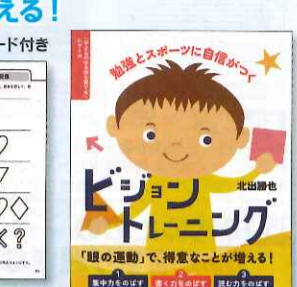 える!
ード付き
勉強とスポーツに自信がつく
ビジョン
トレーニング
北出勝也
「眼の運動」で、得意なことが増える!
1
集中力をのばす
2
書く力をのばす
3
読む力をのばす